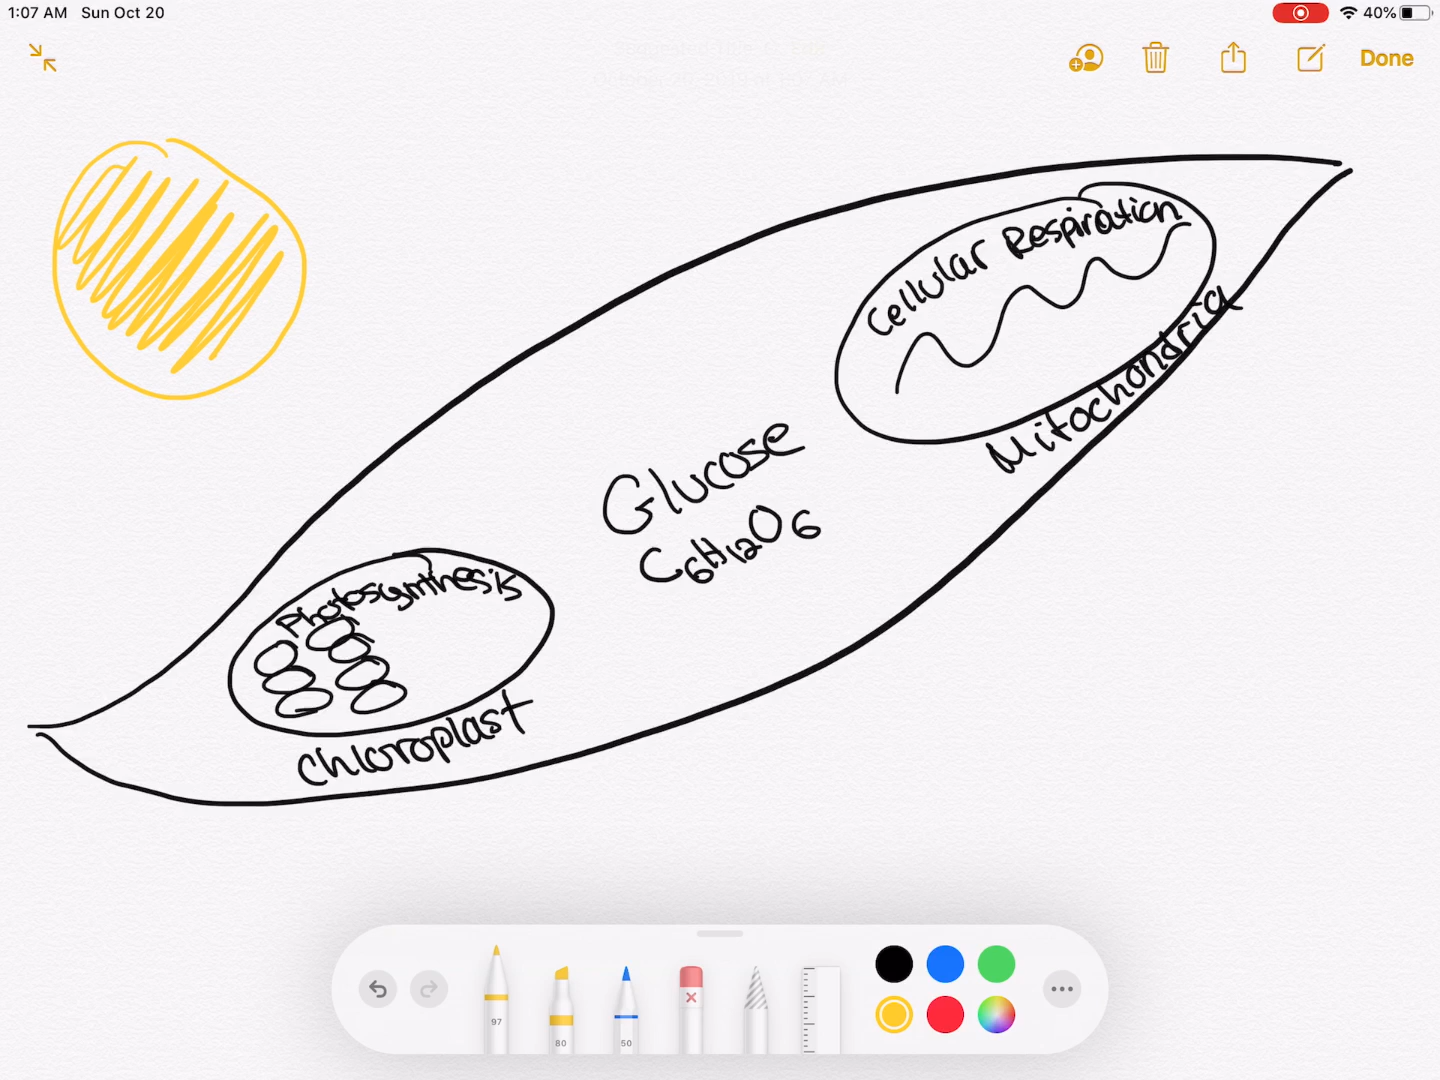 1:07 AM Sun Oct 20
40%
Done
Cellular Respiration
Mitochondria
Glucose
C6H12O6
Photosynthesis
Chloroplast
97
80
50